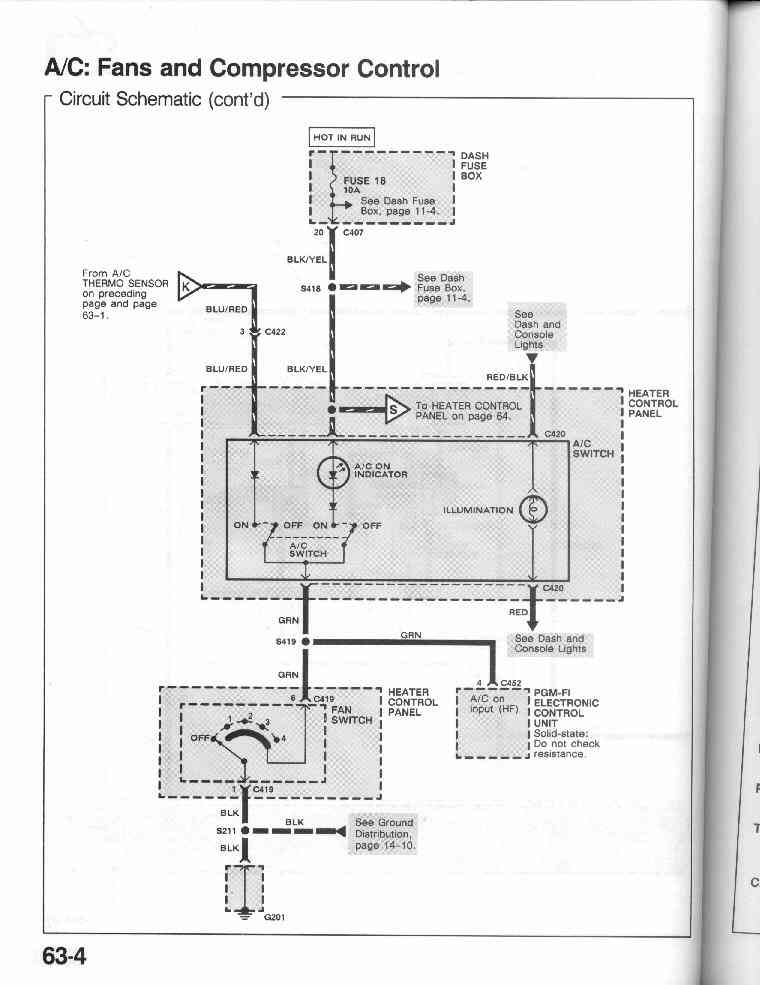 A/C: Fans and Compressor Control
Circuit Schematic (cont'd)
HOT IN RUN
DASH
FUSE
BOX
FUSE 18
10A
See Dash Fuse
Box, page 11-4.
20 C407
BLK/YEL
From A/C
THERMO SENSOR
on preceding
page and page
63-1.
K
S418
See Dash
Fuse Box,
page 11-4.
BLU/RED
3 C422
See
Dash and
Console
Lights
BLU/RED
BLK/YEL
RED/BLK
HEATER
CONTROL
PANEL
S
To HEATER CONTROL
PANEL on page 64.
C420
A/C
SWITCH
A/C ON
INDICATOR
ILLUMINATION
ON OFF ON OFF
A/C
SWITCH
C420
GRN
RED
S419
GRN
See Dash and
Console Lights
GRN
4 C452
6 C419
HEATER
CONTROL
PANEL
FAN
SWITCH
1 2 3
OFF 4
A/C on
input (HF)
PGM-FI
ELECTRONIC
CONTROL
UNIT
Solid-state:
Do not check
resistance.
1 C419
BLK
S211
BLK
See Ground
Distribution,
page 14-10.
BLK
G201
63-4